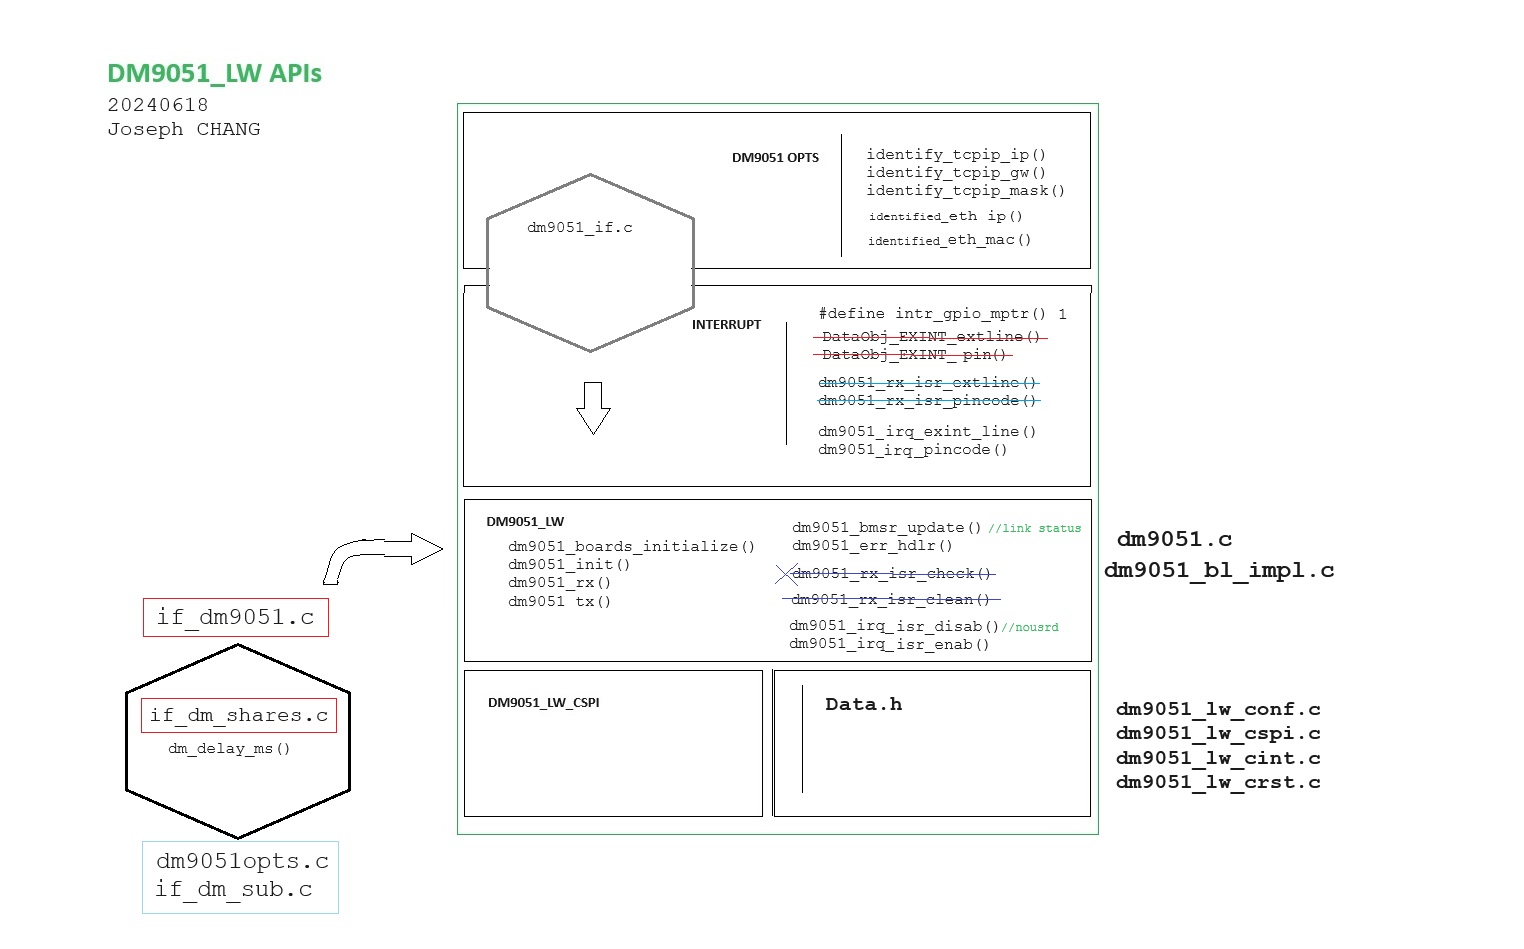 DM9051_LW APIs
20240618
Joseph CHANG
DM9051 OPTS
identify_tcpip_ip()
identify_tcpip_gw()
identify_tcpip_mask()
identified_eth ip()
identified_eth_mac()
dm9051_if.c
INTERRUPT
#define intr_gpio_mptr() 1
DataObj_EXINT_extline()
DataObj_EXINT_ pin()
dm9051_rx_isr_extline()
dm9051_rx_isr_pincode()
dm9051_irq_exint_line()
dm9051_irq_pincode()
DM9051_LW
dm9051_boards_initialize()
dm9051_init()
dm9051_rx()
dm9051 tx()
dm9051_bmsr_update() //link status
dm9051_err_hdlr()
dm9051_rx_isr_check()
dm9051_rx_isr_clean()
dm9051_irq_isr_disab()//nousrd
dm9051_irq_isr_enab()
dm9051.c
dm9051_bl_impl.c
if_dm9051.c
if_dm_shares.c
dm_delay_ms()
dm9051opts.c
if_dm_sub.c
DM9051_LW_CSPI
Data.h
dm9051_lw_conf.c
dm9051_lw_cspi.c
dm9051_lw_cint.c
dm9051_lw_crst.c